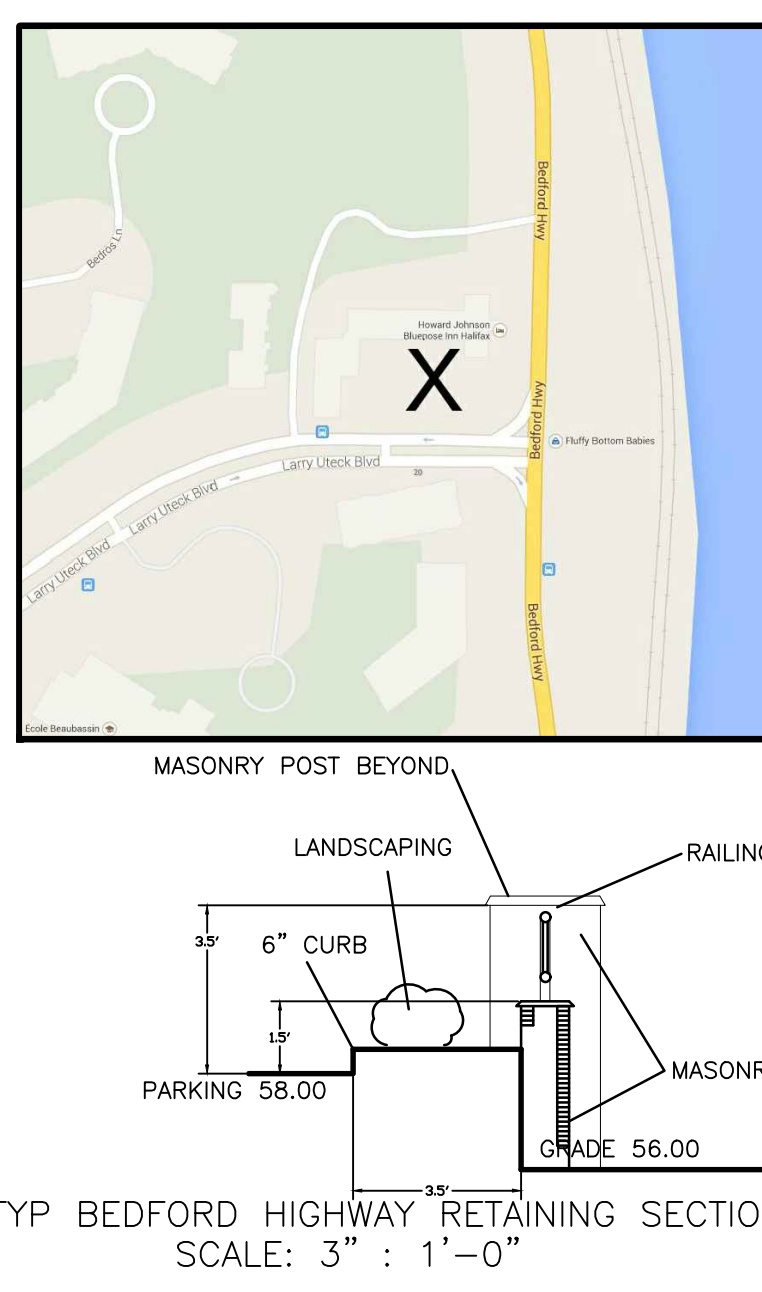 Bedford Hwy
Bedros Ln
Howard Johnson
Bluepose Inn Halifax
X
Bedford Hwy
Fluffy Bottom Babies
Larry Uteck Blvd
20
Larry Uteck Blvd
Larry Uteck Blvd
Bedford Hwy
École Beaubassin
MASONRY POST BEYOND
LANDSCAPING
RAILING
3.5'
6" CURB
1.5'
MASONR
PARKING 58.00
GRADE 56.00
3.5'
TYP BEDFORD HIGHWAY RETAINING SECTIO
SCALE: 3" : 1'-0"